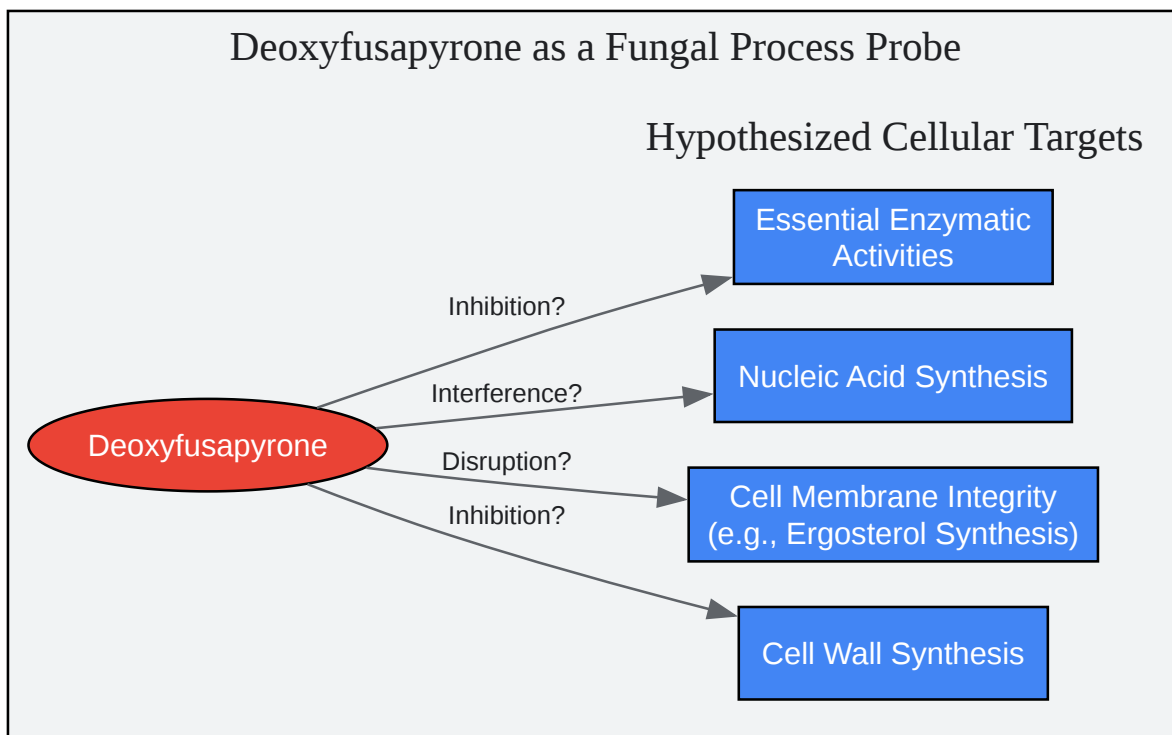 Deoxyfusapyrone as a Fungal Process Probe
Hypothesized Cellular Targets
Essential Enzymatic
Activities
Inhibition?
Nucleic Acid Synthesis
Interference?
Deoxyfusapyrone
Disruption?
Cell Membrane Integrity
(e.g., Ergosterol Synthesis)
Inhibition?
Cell Wall Synthesis